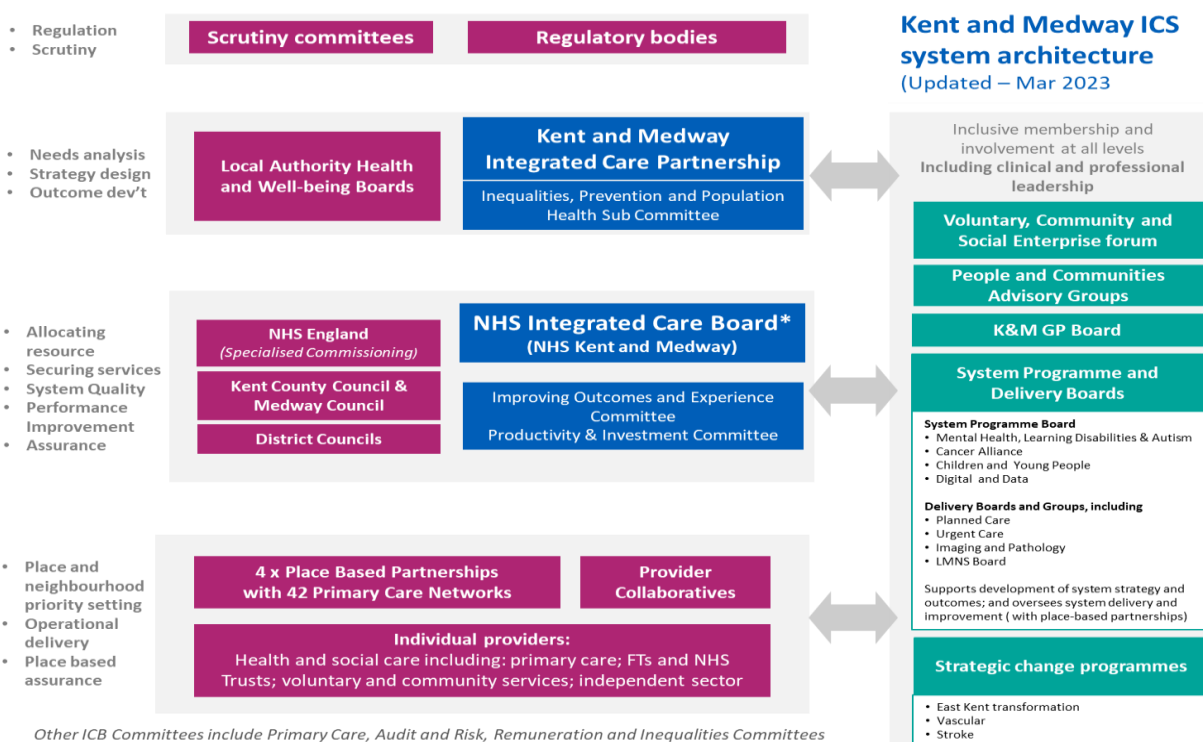 • Regulation
• Scrutiny
Scrutiny committees
Regulatory bodies
Kent and Medway ICS
system architecture
(Updated – Mar 2023
• Needs analysis
• Strategy design
• Outcome dev't
Local Authority Health
and Well-being Boards
Kent and Medway
Integrated Care Partnership
Inequalities, Prevention and Population
Health Sub Committee
Inclusive membership and
involvement at all levels
Including clinical and professional
leadership
Voluntary, Community and
Social Enterprise forum
People and Communities
Advisory Groups
K&M GP Board
• Allocating
resource
• Securing services
• System Quality
• Performance
Improvement
• Assurance
NHS England
(Specialised Commissioning)
Kent County Council &
Medway Council
District Councils
NHS Integrated Care Board*
(NHS Kent and Medway)
Improving Outcomes and Experience
Committee
Productivity & Investment Committee
System Programme and
Delivery Boards
System Programme Board
• Mental Health, Learning Disabilities & Autism
• Cancer Alliance
• Children and Young People
• Digital and Data
Delivery Boards and Groups, including
• Planned Care
• Urgent Care
• Imaging and Pathology
• LMNS Board
Supports development of system strategy and
outcomes; and oversees system delivery and
improvement ( with place-based partnerships)
• Place and
neighbourhood
priority setting
• Operational
delivery
• Place based
assurance
4 x Place Based Partnerships
with 42 Primary Care Networks
Provider
Collaboratives
Individual providers:
Health and social care including: primary care; FTs and NHS
Trusts; voluntary and community services; independent sector
Strategic change programmes
• East Kent transformation
• Vascular
• Stroke
Other ICB Committees include Primary Care, Audit and Risk, Remuneration and Inequalities Committees